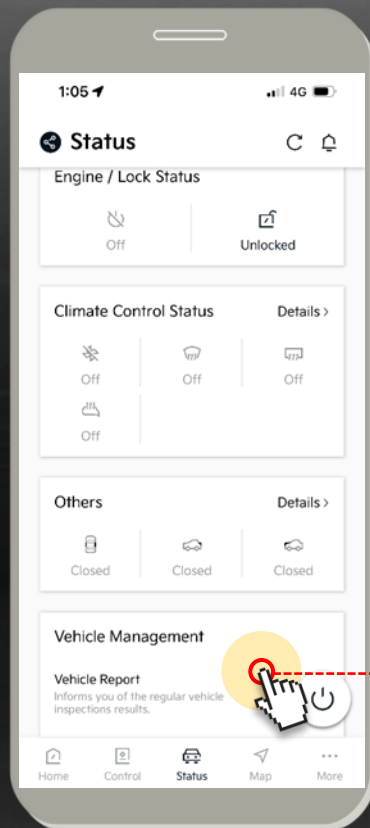 1:05
4G
Status
Engine / Lock Status
Off
Unlocked
Climate Control Status Details >
Off Off Off
Off
Others Details >
Closed Closed Closed
Vehicle Management
Vehicle Report
Informs you of the regular vehicle
inspections results.
Home Control Status Map More